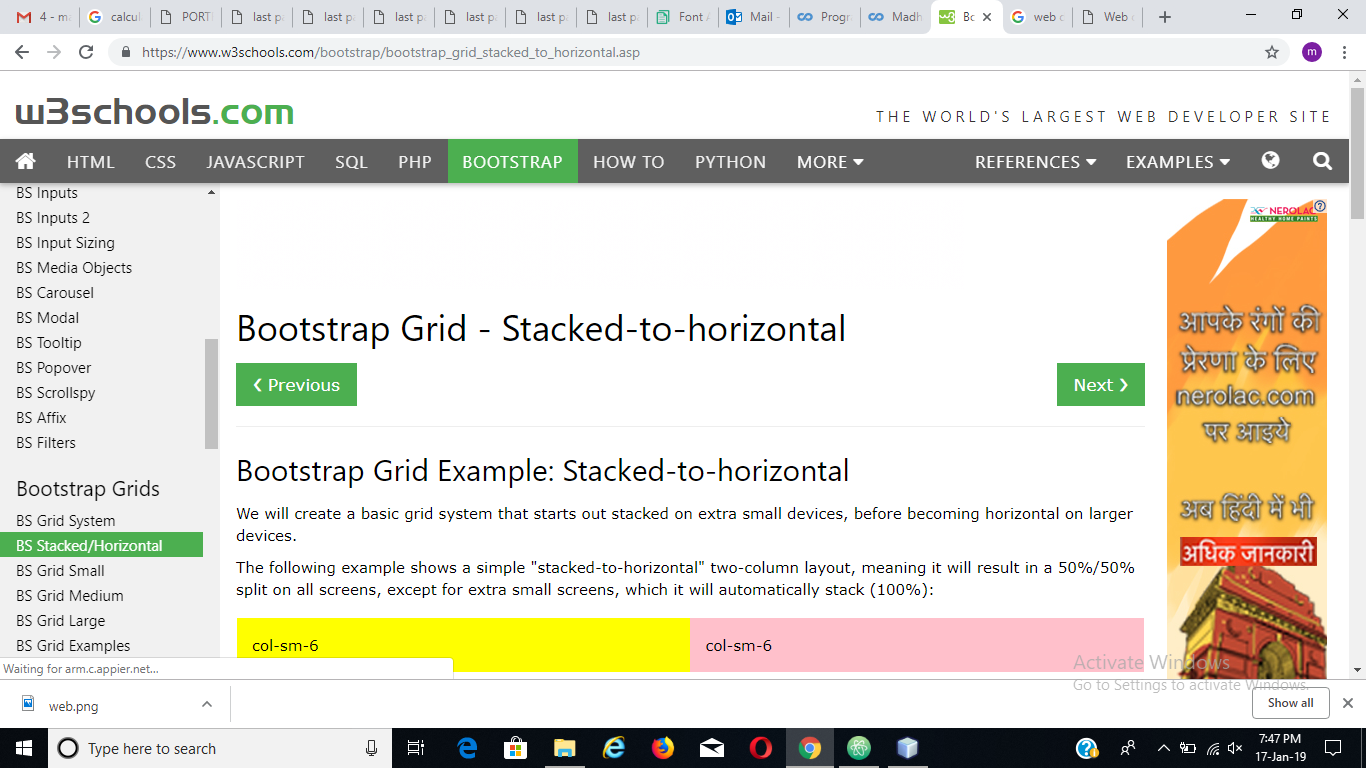 4 - ma
calcul
PORT
last pa
last pa
last pa
last pa
last pa
last po
Font A
Mail -
Progra
Madh
Bo
web c
Web
https://www.w3schools.com/bootstrap/bootstrap_grid_stacked_to_horizontal.asp
m
w3schools.com
THE WORLD'S LARGEST WEB DEVELOPER SITE
HTML CSS JAVASCRIPT SQL PHP BOOTSTRAP HOW TO PYTHON MORE REFERENCES EXAMPLES
BS Inputs
BS Inputs 2
BS Input Sizing
BS Media Objects
BS Carousel
BS Modal
BS Tooltip
BS Popover
BS Scrollspy
BS Affix
BS Filters
Bootstrap Grids
BS Grid System
BS Stacked/Horizontal
BS Grid Small
BS Grid Medium
BS Grid Large
BS Grid Examples
Bootstrap Grid - Stacked-to-horizontal
❮ Previous
Next ❯
Bootstrap Grid Example: Stacked-to-horizontal
We will create a basic grid system that starts out stacked on extra small devices, before becoming horizontal on larger
devices.
The following example shows a simple "stacked-to-horizontal" two-column layout, meaning it will result in a 50%/50%
split on all screens, except for extra small screens, which it will automatically stack (100%):
col-sm-6
col-sm-6
NEROLAC
HEALTHY HOME PAINTS
आपके रंगों की
प्रेरणा के लिए
nerolac.com
पर आइये
अब हिंदी में भी
अधिक जानकारी
Waiting for arm.c.appier.net...
Activate Windows
Go to Settings to activate Windows.
web.png
Show all
Type here to search
7:47 PM
17-Jan-19